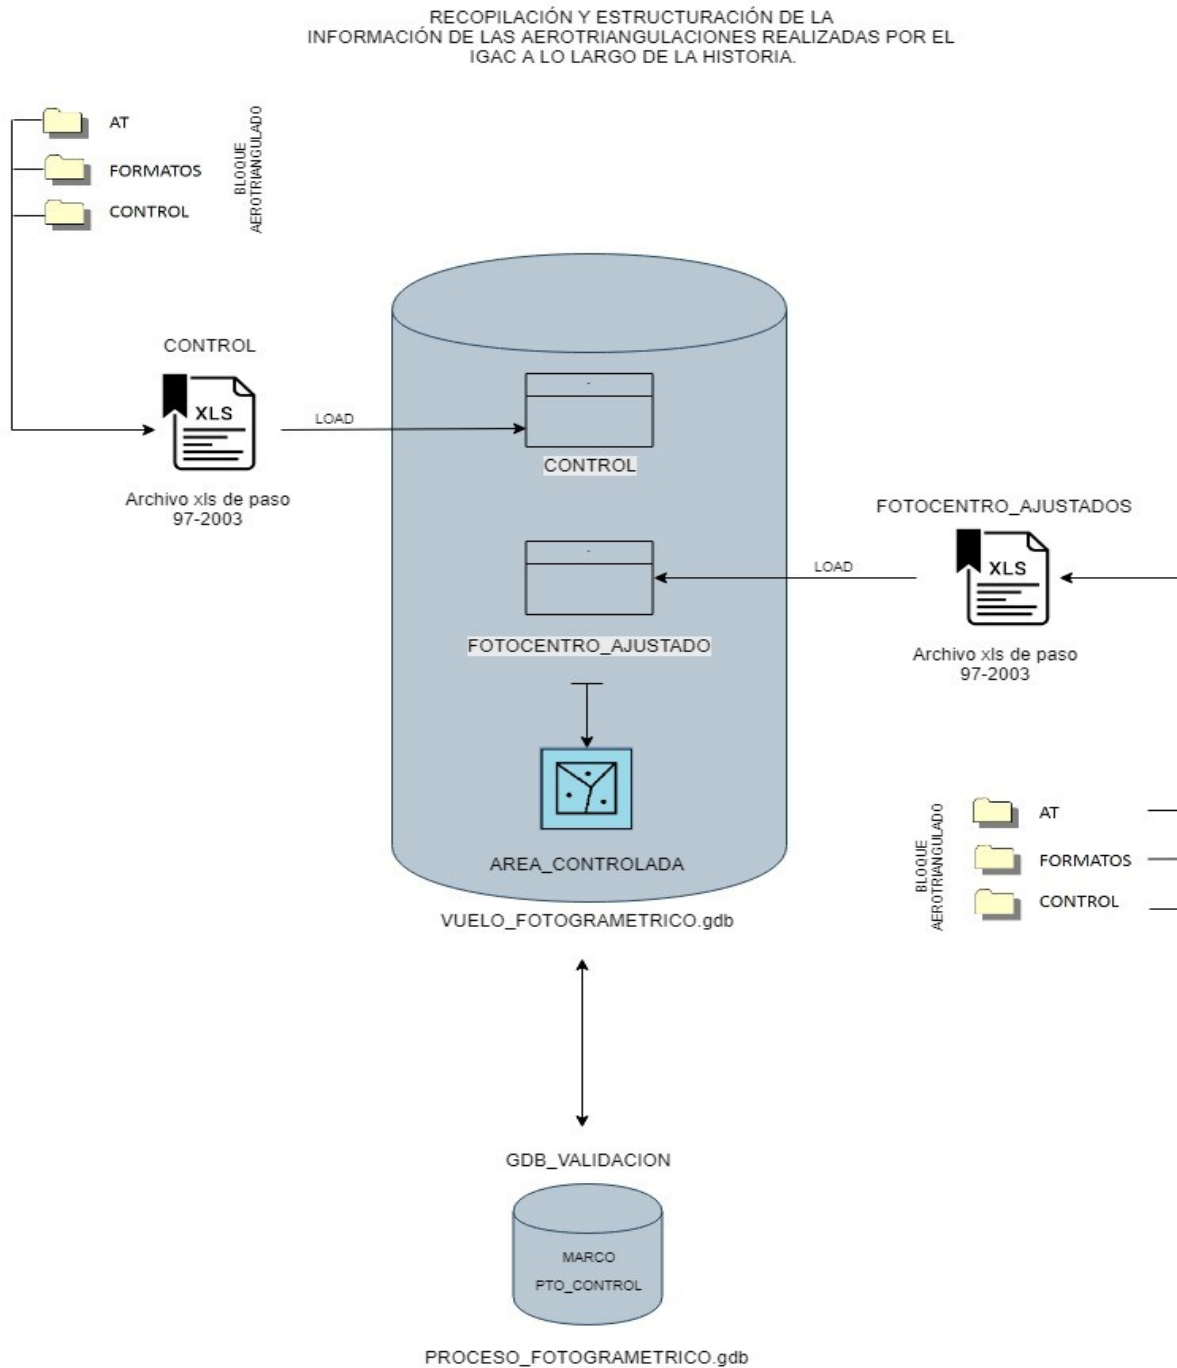 RECOPILACIÓN Y ESTRUCTURACIÓN DE LA
INFORMACIÓN DE LAS AEROTRIANGULACIONES REALIZADAS POR EL
IGAC A LO LARGO DE LA HISTORIA.
AT
FORMATOS
CONTROL
BLOQUE
AEROTRIANGULADO
CONTROL
XLS
Archivo xls de paso
97-2003
LOAD
CONTROL
FOTOCENTRO_AJUSTADOS
XLS
Archivo xls de paso
97-2003
LOAD
FOTOCENTRO_AJUSTADO
AREA_CONTROLADA
VUELO_FOTOGRAMETRICO.gdb
BLOQUE
AEROTRIANGULADO
AT
FORMATOS
CONTROL
GDB_VALIDACION
MARCO
PTO_CONTROL
PROCESO_FOTOGRAMETRICO.gdb